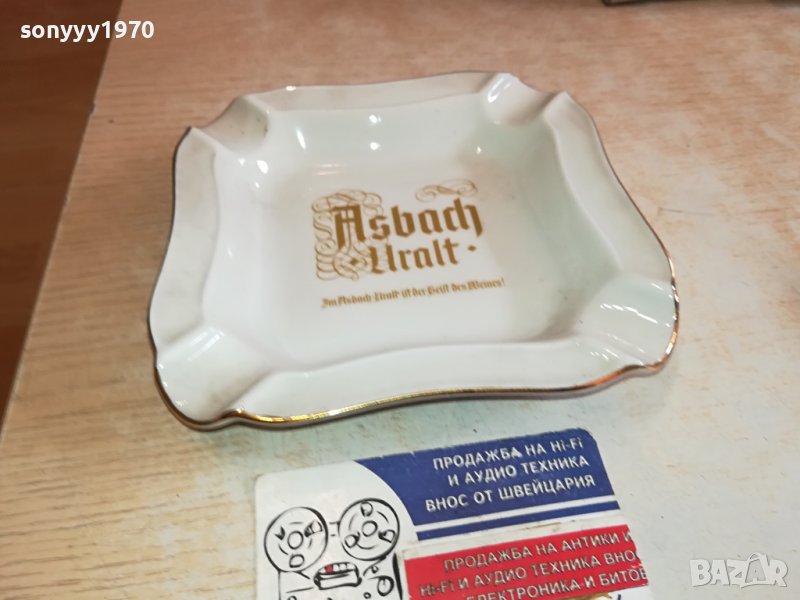 sonyyy1970
Asbach
Uralt
Im Asbach-Uralt ist der Geist des Weines!
ПРОДАЖБА НА Hi-Fi
И АУДИО ТЕХНИКА
ВНОС ОТ ШВЕЙЦАРИЯ
ПРОДАЖБА НА АНТИКИ И
Hi-Fi И АУДИО ТЕХНИКА ВНО
ЕЛЕКТРОНИКА И БИТОВ
BAZAR